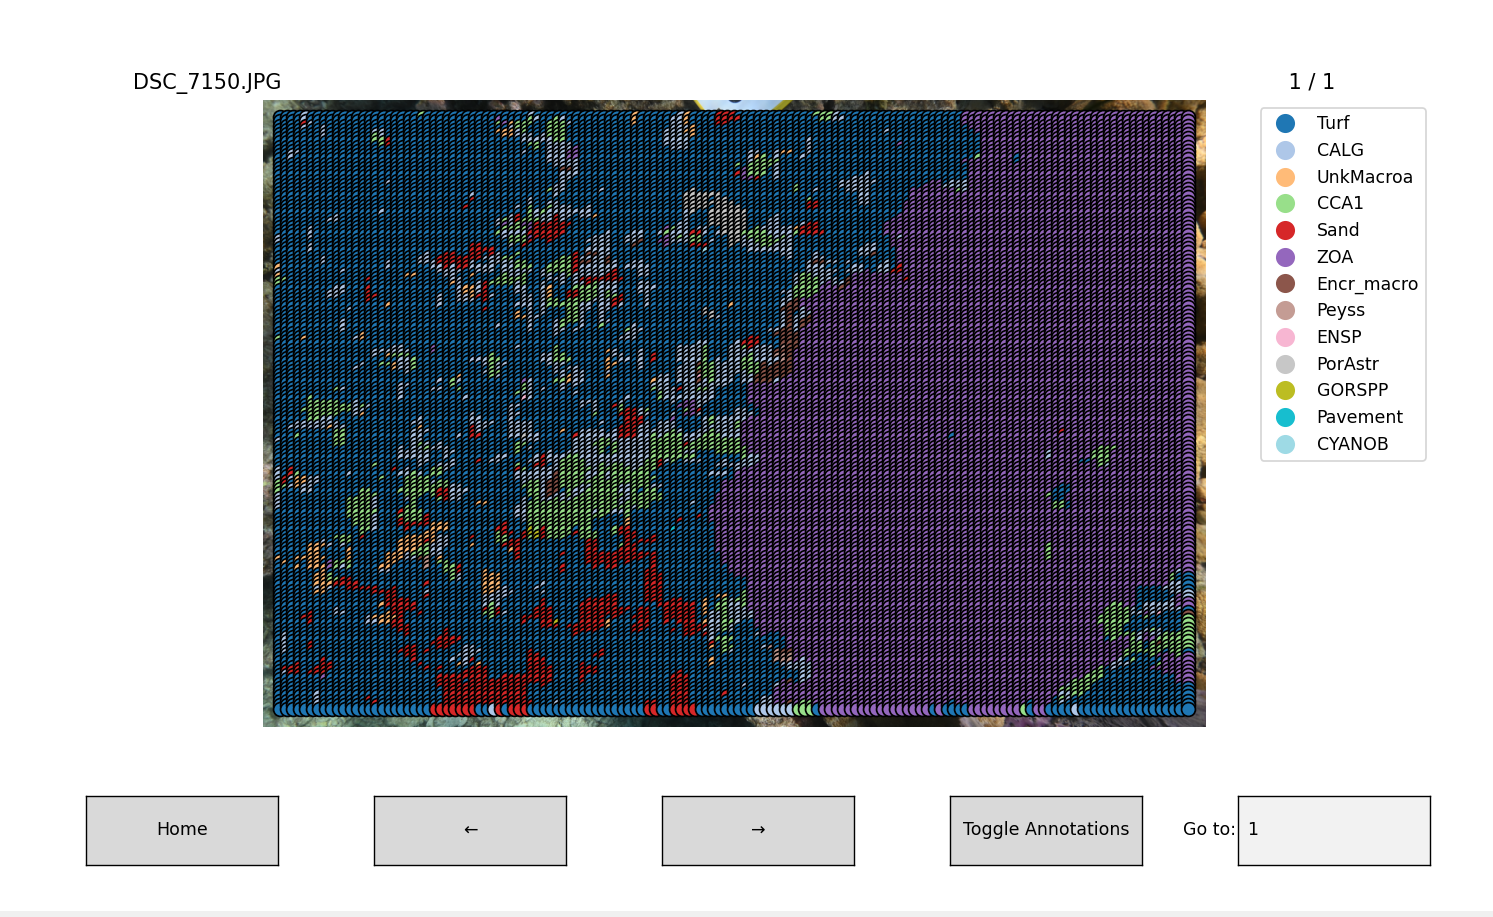 DSC_7150.JPG
1 / 1
Turf
CALG
UnkMacroa
CCA1
Sand
ZOA
Encr_macro
Peyss
ENSP
PorAstr
GORSPP
Pavement
CYANOB
Home
←
→
Toggle Annotations
Go to: 1